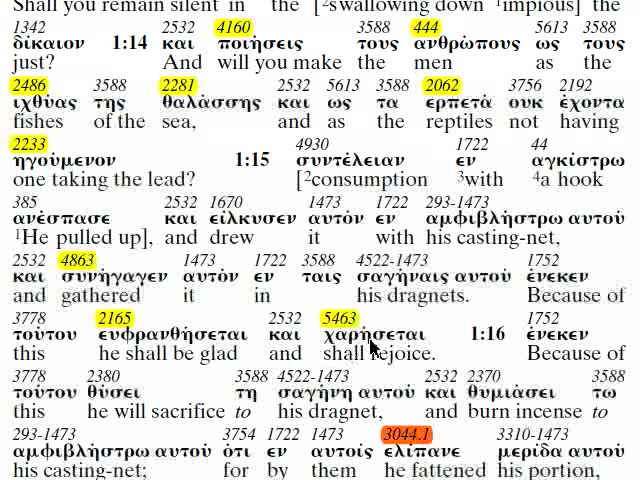 Shall you remain silent in the [²swallowing down ¹impious] the
1342 2532 4160 3588 444 5613 3588
δίκαιον 1:14 και ποιήσεις τους ανθρώπους ως τους
just? And will you make the men as the
2486 3588 2281 2532 5613 3588 2062 3756 2192
ιχθύας της θαλάσσης και ως τα ερπετά ουκ έχοντα
fishes of the sea, and as the reptiles not having
2233 4930 1722 44
ηγούμενον 1:15 συντέλειαν εν αγκίστρω
one taking the lead? [²consumption ³with ⁴a hook
385 2532 1670 1473 1722 293-1473
ανέσπασε και είλκυσεν αυτόν εν αμφιβλήστρω αυτού
¹He pulled up], and drew it with his casting-net,
2532 4863 1473 1722 3588 4522-1473 1752
και συνήγαγεν αυτόν εν ταις σαγήναις αυτού ένεκεν
and gathered it in his dragnets. Because of
3778 2165 2532 5463 1752
τούτου ευφρανθήσεται και χαρήσεται 1:16 ένεκεν
this he shall be glad and shall rejoice. Because of
3778 2380 3588 4522-1473 2532 2370 3588
τούτου θύσει τη σαγήνη αυτού και θυμιάσει τω
this he will sacrifice to his dragnet, and burn incense to
293-1473 3754 1722 1473 3044.1 3310-1473
αμφιβλήστρω αυτού ότι εν αυτοίς ελίπανε μερίδα αυτού
his casting-net; for by them he fattened his portion,